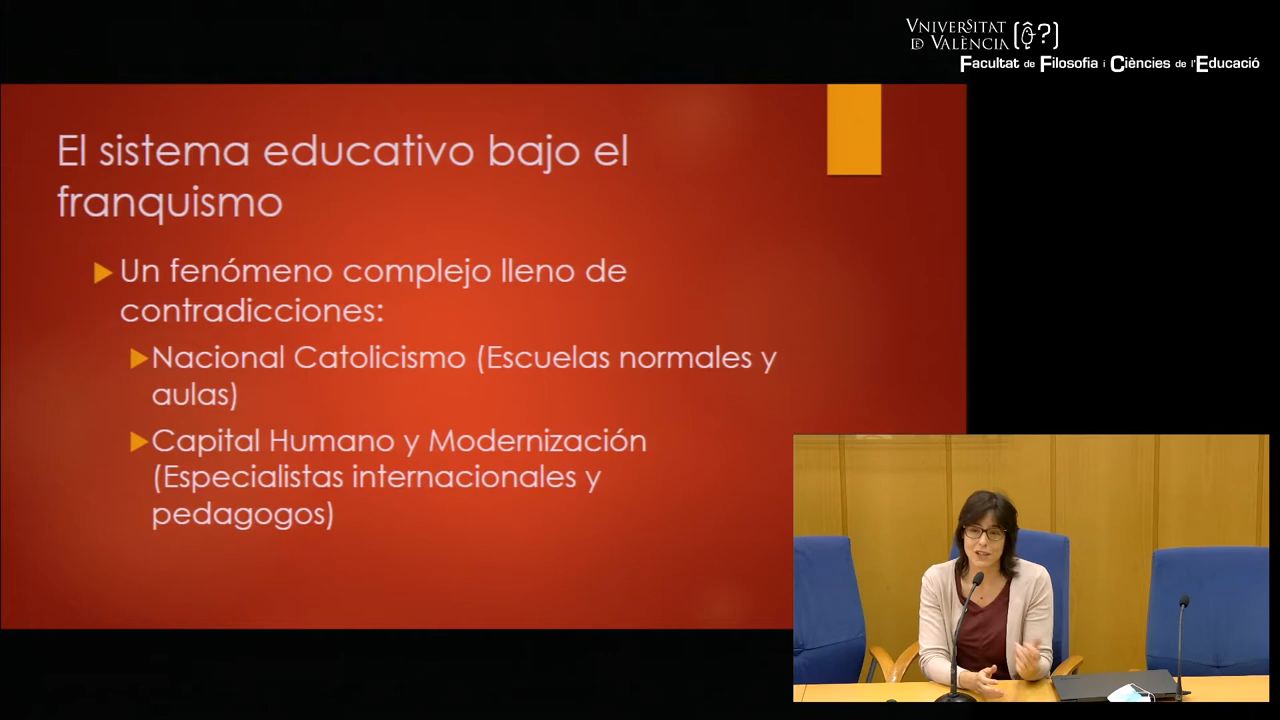 VNIVERSITAT
DE VALÈNCIA
Facultat de Filosofia i Ciències de l'Educació
El sistema educativo bajo el
franquismo
Un fenómeno complejo lleno de
contradicciones:
Nacional Catolicismo (Escuelas normales y
aulas)
Capital Humano y Modernización
(Especialistas internacionales y
pedagogos)